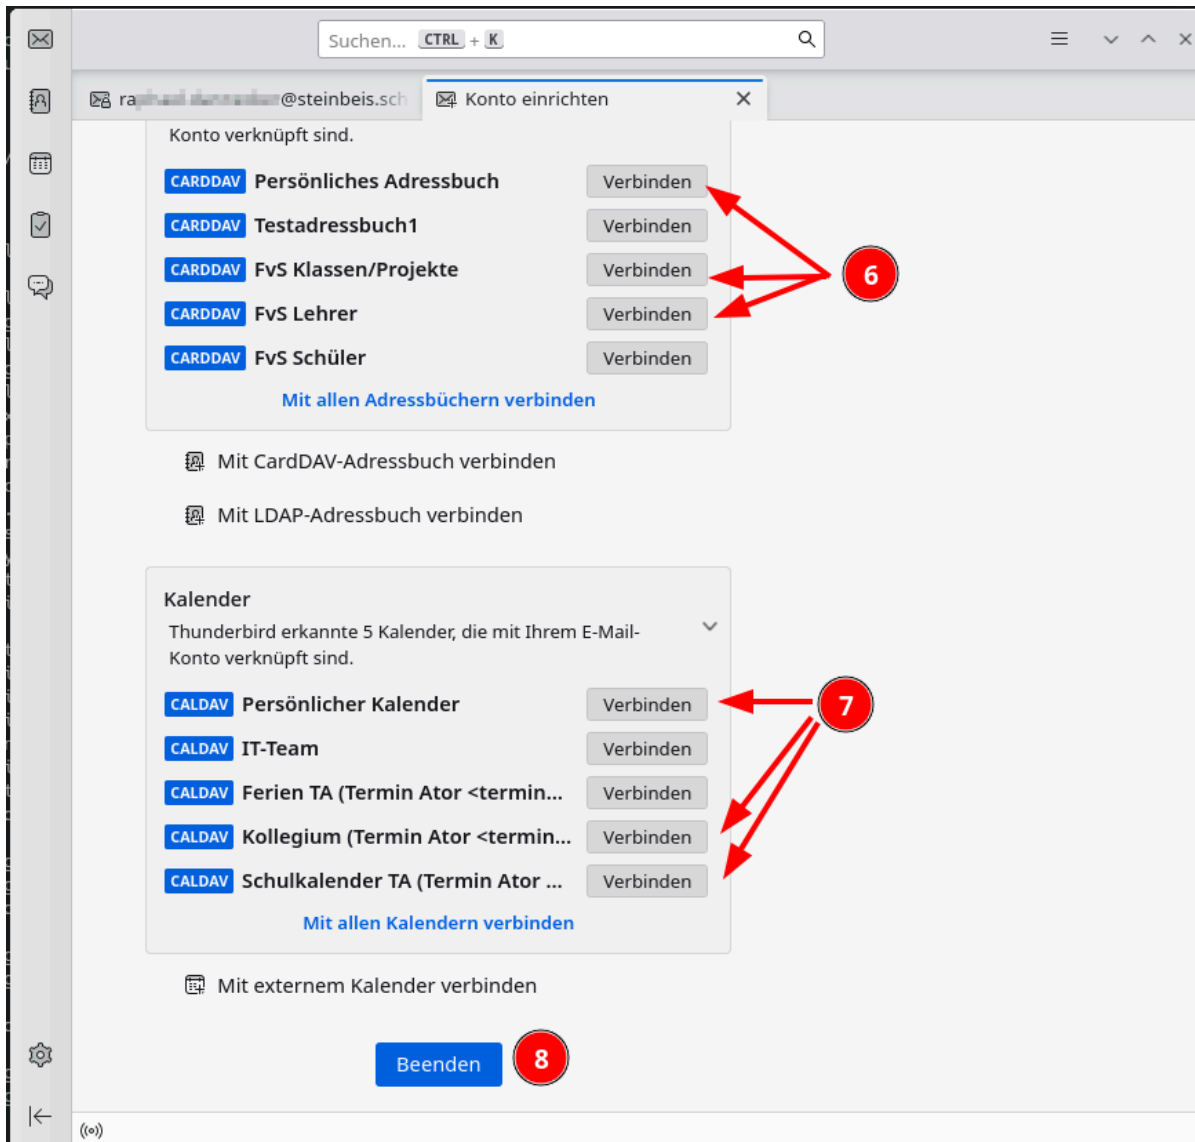 Suchen... CTRL + K
ra @steinbeis.sch Konto einrichten
Konto verknüpft sind.
CARDDAV Persönliches Adressbuch Verbinden
CARDDAV Testadressbuch1 Verbinden
CARDDAV FvS Klassen/Projekte Verbinden
6
CARDDAV FvS Lehrer Verbinden
CARDDAV FvS Schüler Verbinden
Mit allen Adressbüchern verbinden
Mit CardDAV-Adressbuch verbinden
Mit LDAP-Adressbuch verbinden
Kalender
Thunderbird erkannte 5 Kalender, die mit Ihrem E-Mail-
Konto verknüpft sind.
CALDAV Persönlicher Kalender Verbinden
7
CALDAV IT-Team Verbinden
CALDAV Ferien TA (Termin Ator <termin... Verbinden
CALDAV Kollegium (Termin Ator <termin... Verbinden
CALDAV Schulkalender TA (Termin Ator ... Verbinden
Mit allen Kalendern verbinden
Mit externem Kalender verbinden
Beenden 8